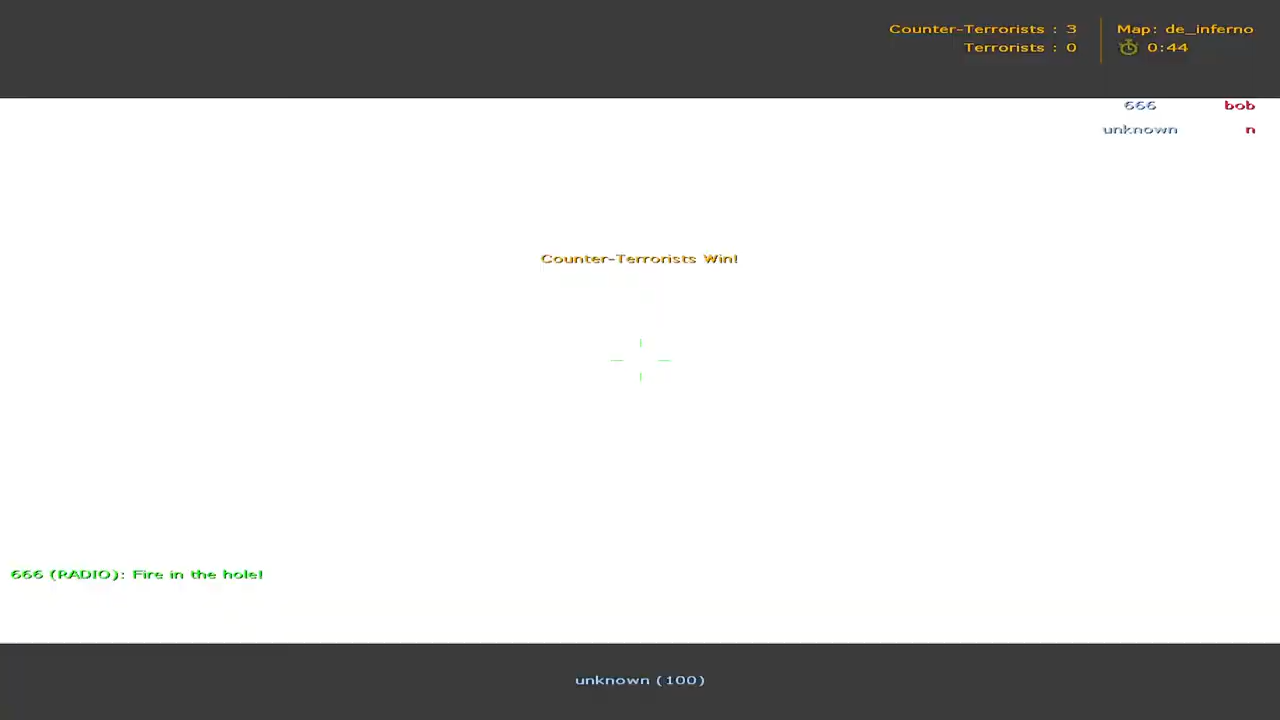 Counter-Terrorists : 3
Terrorists : 0
Map: de_inferno
0:44
666 bob
unknown n
Counter-Terrorists Win!
666 (RADIO): Fire in the hole!
unknown (100)